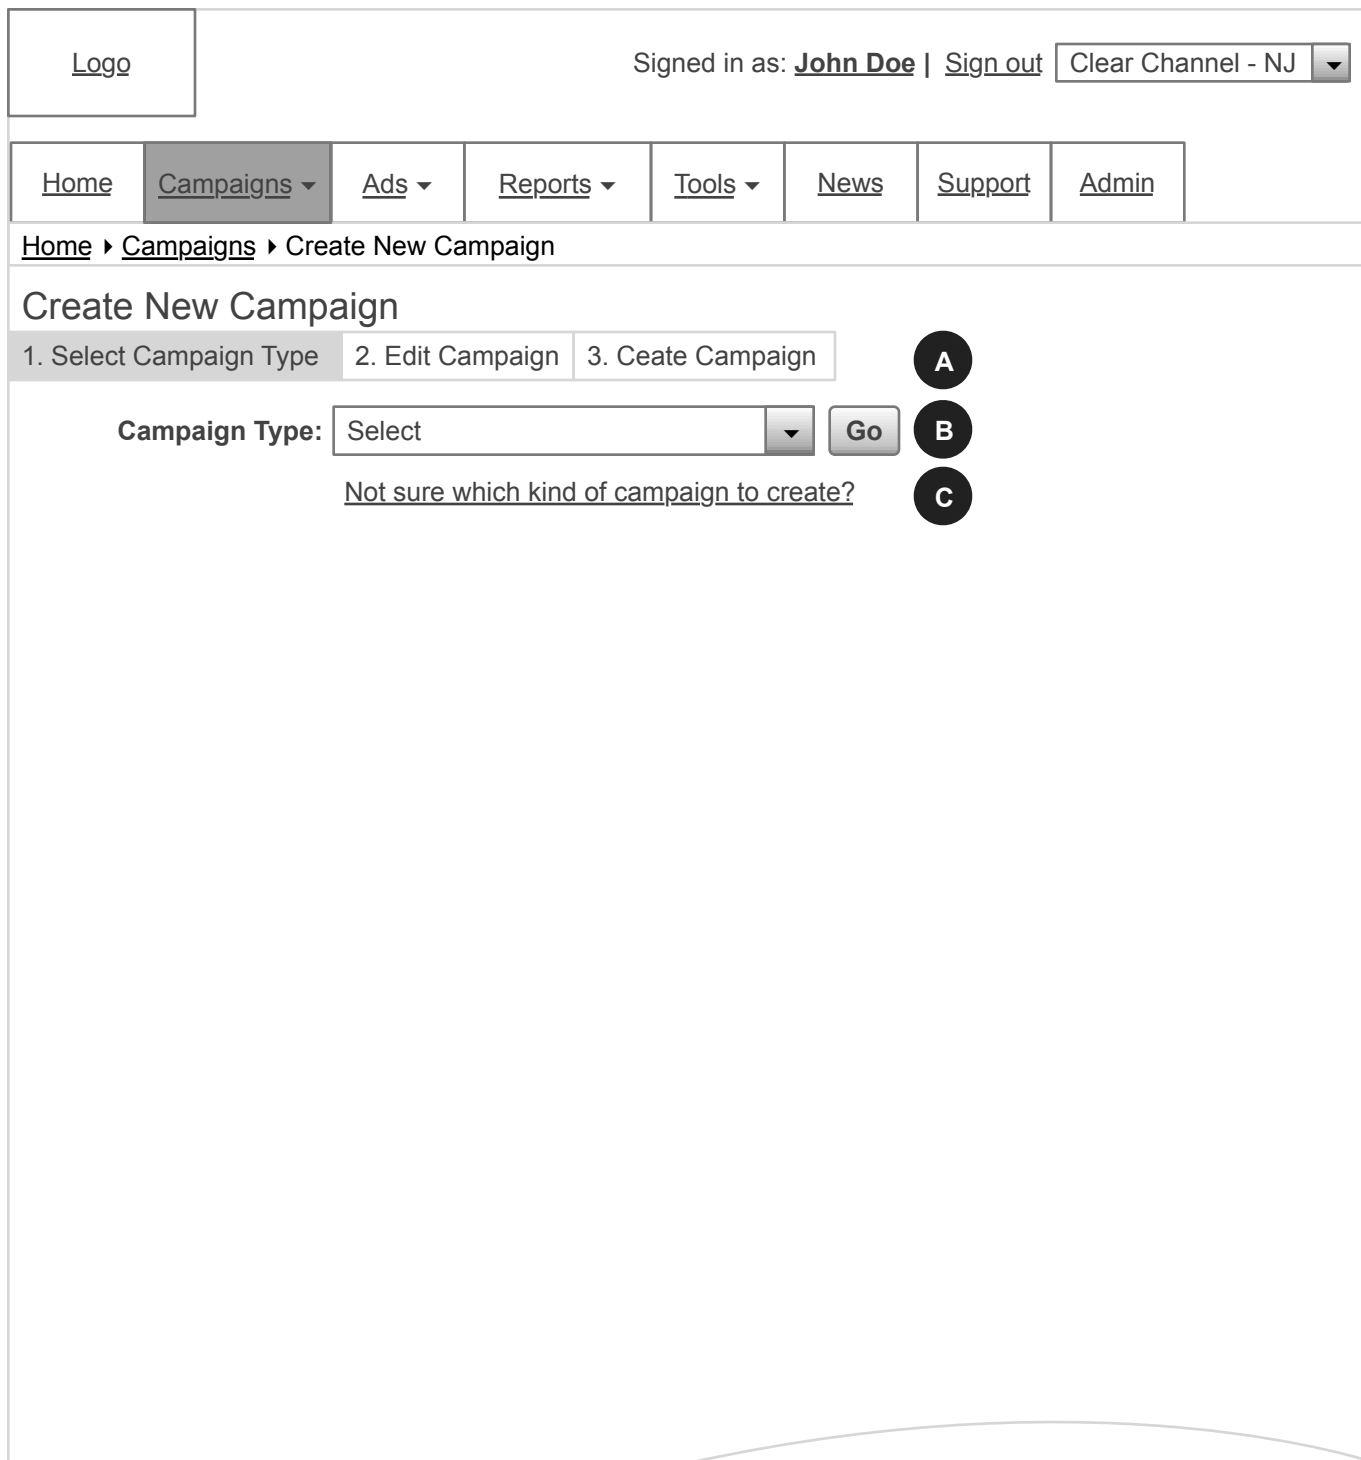 Logo
Signed in as: John Doe | Sign out Clear Channel - NJ
Home Campaigns Ads Reports Tools News Support Admin
Home Campaigns Create New Campaign
Create New Campaign
1. Select Campaign Type 2. Edit Campaign 3. Ceate Campaign A
Campaign Type: Select Go B
Not sure which kind of campaign to create? C